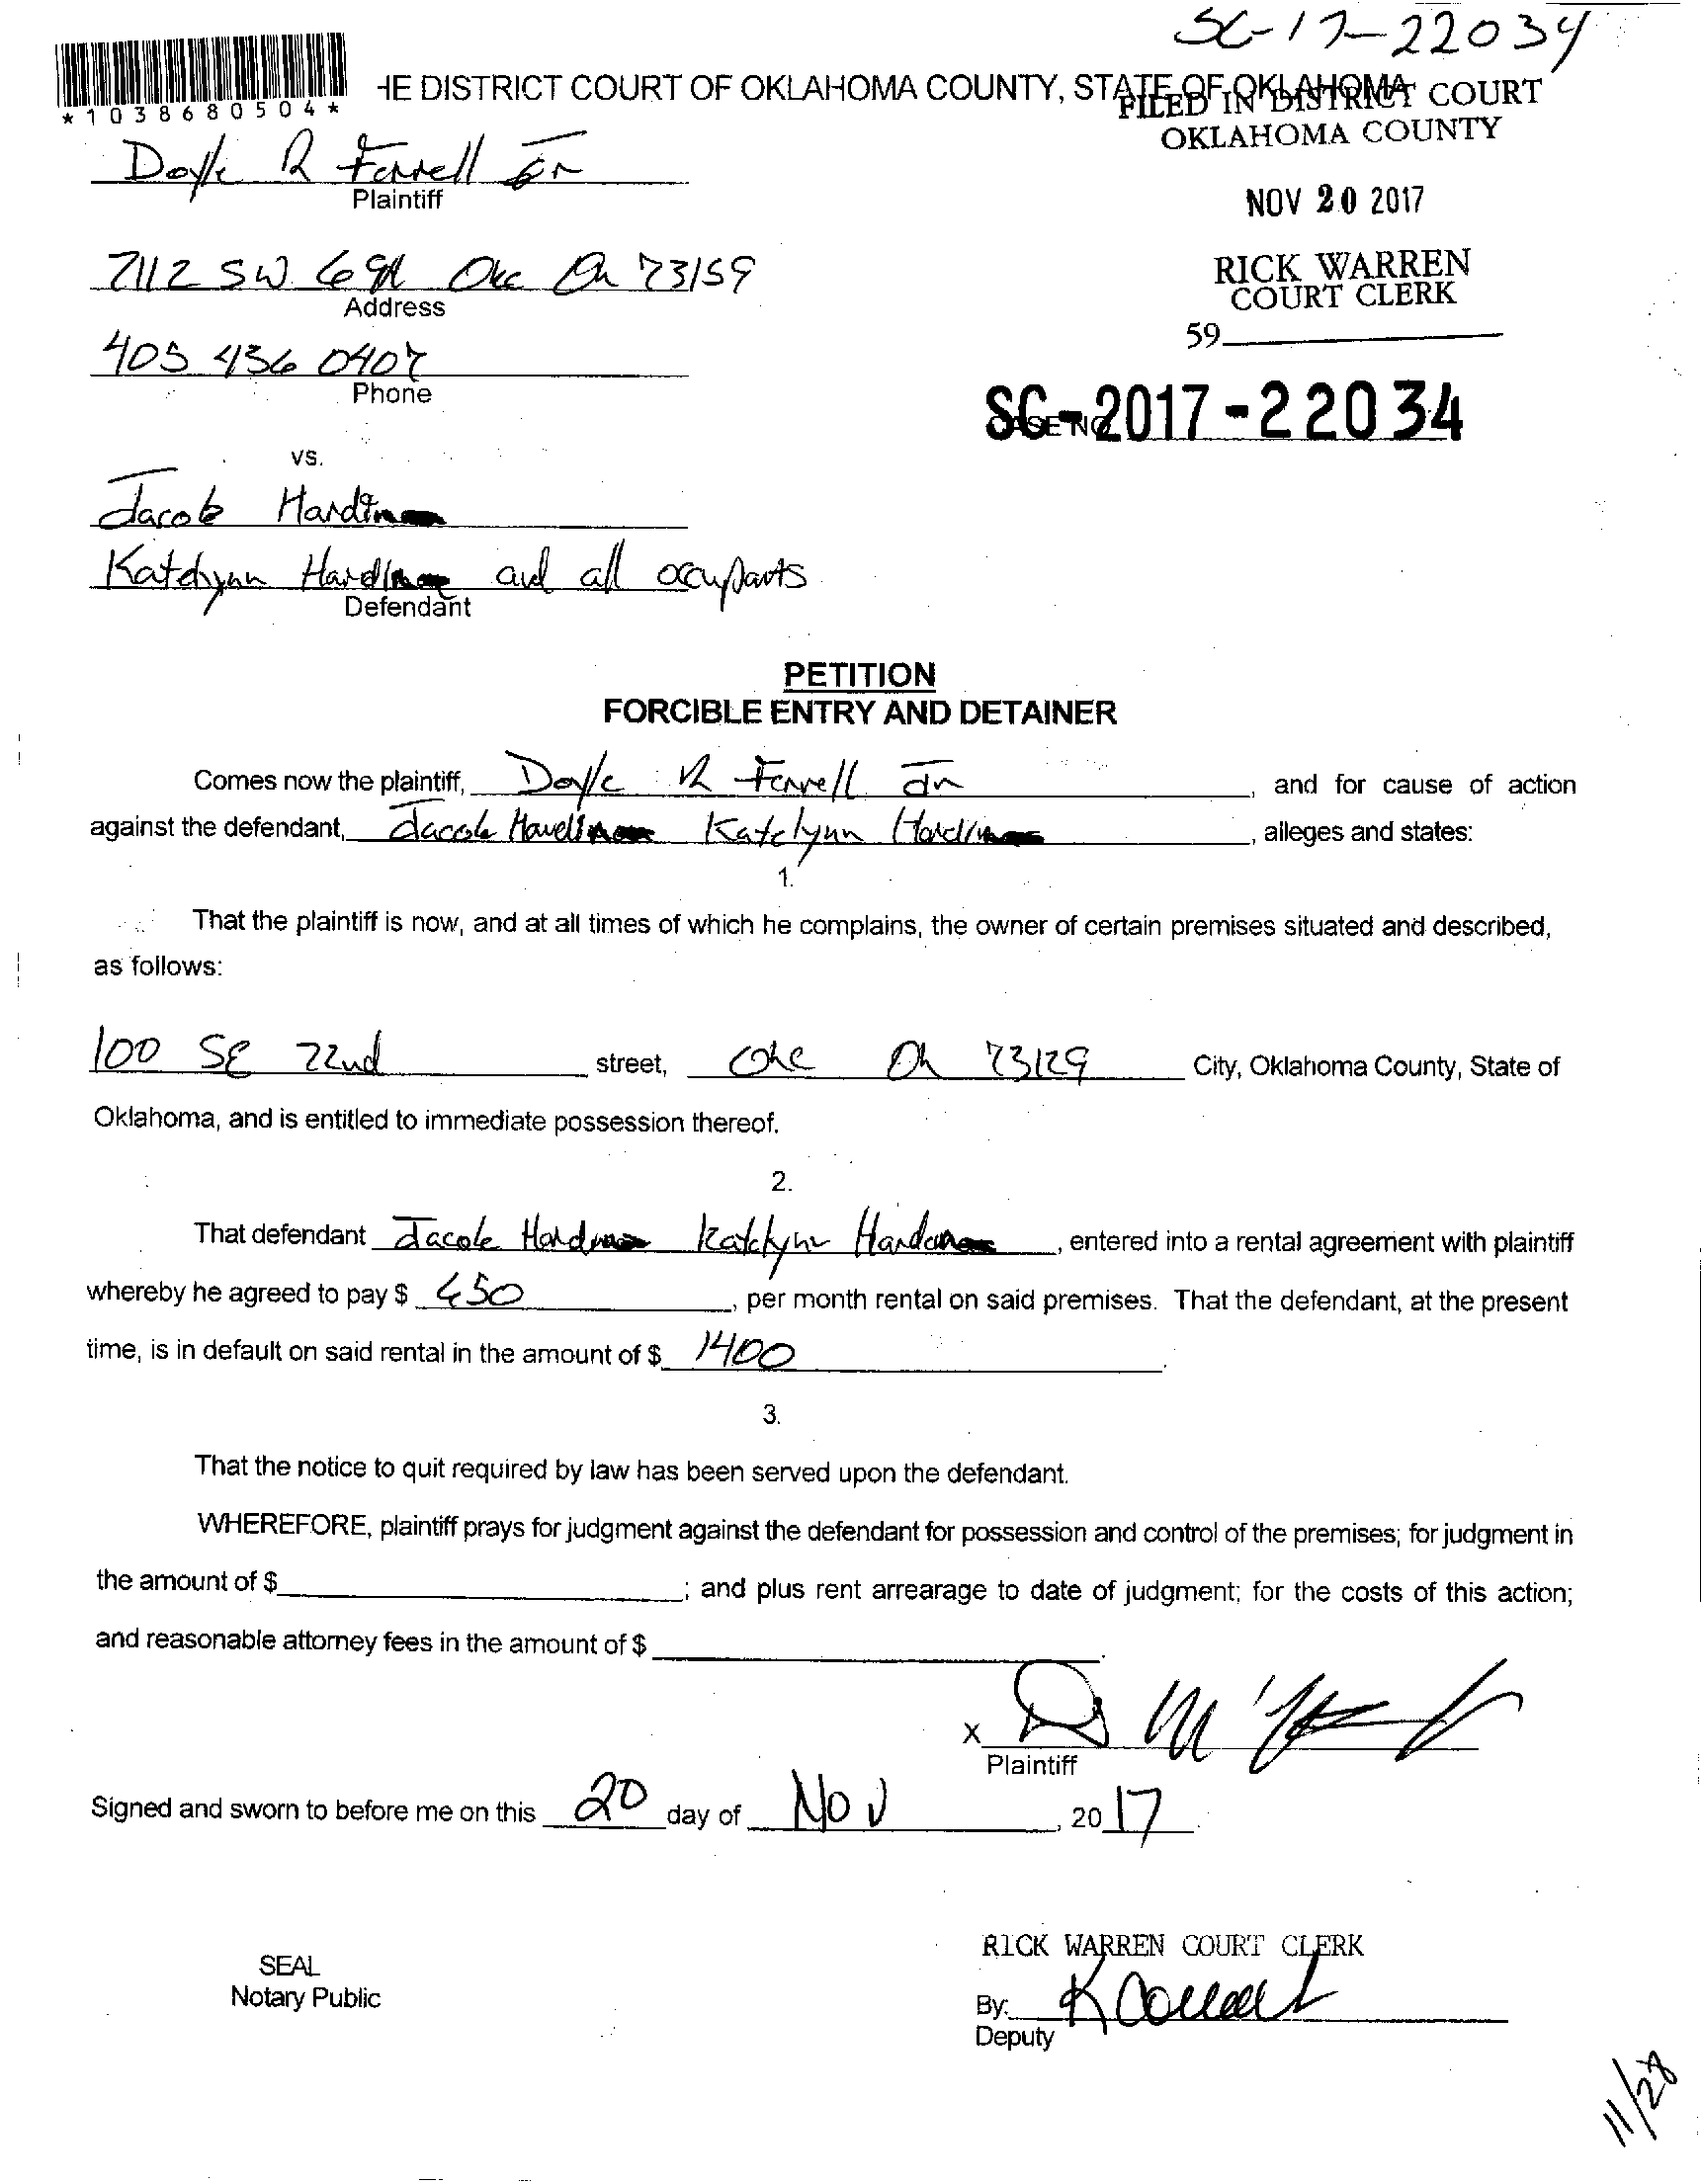 SC-17-22034
HE DISTRICT COURT OF OKLAHOMA COUNTY, STATE OF OKLAHOMA
*1038680504*
FILED IN DISTRICT COURT
OKLAHOMA COUNTY
Doyle R Ferrell Jr
Plaintiff
NOV 20 2017
7112 SW 69th Okc Ok 73159
Address
RICK WARREN
COURT CLERK
59
405 436 0407
Phone
SC-2017-22034
CASE NO.
vs.
Jacob
Katelynn and all occupants
Defendant
PETITION
FORCIBLE ENTRY AND DETAINER
Comes now the plaintiff, Doyle R Ferrell Jr, and for cause of action
against the defendant, Jacob Katelynn, alleges and states:
1.
That the plaintiff is now, and at all times of which he complains, the owner of certain premises situated and described,
as follows:
100 SE 22nd street, Okc Ok 73129 City, Oklahoma County, State of
Oklahoma, and is entitled to immediate possession thereof.
2.
That defendant Jacob Katelynn, entered into a rental agreement with plaintiff
whereby he agreed to pay $ 650, per month rental on said premises. That the defendant, at the present
time, is in default on said rental in the amount of $ 1400.
3.
That the notice to quit required by law has been served upon the defendant.
WHEREFORE, plaintiff prays for judgment against the defendant for possession and control of the premises; for judgment in
the amount of $; and plus rent arrearage to date of judgment; for the costs of this action;
and reasonable attorney fees in the amount of $.
X
Plaintiff
Signed and sworn to before me on this 20 day of Nov, 2017.
RICK WARREN COURT CLERK
SEAL
Notary Public
By:
Deputy
11/28